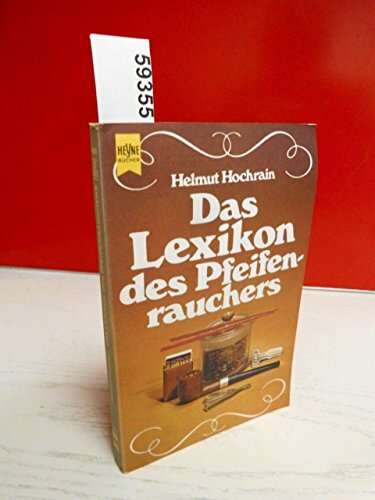 59355
HEYNE
BÜCHER
Helmut Hochrain
Das
Lexikon
des Pfeifen-
rauchers